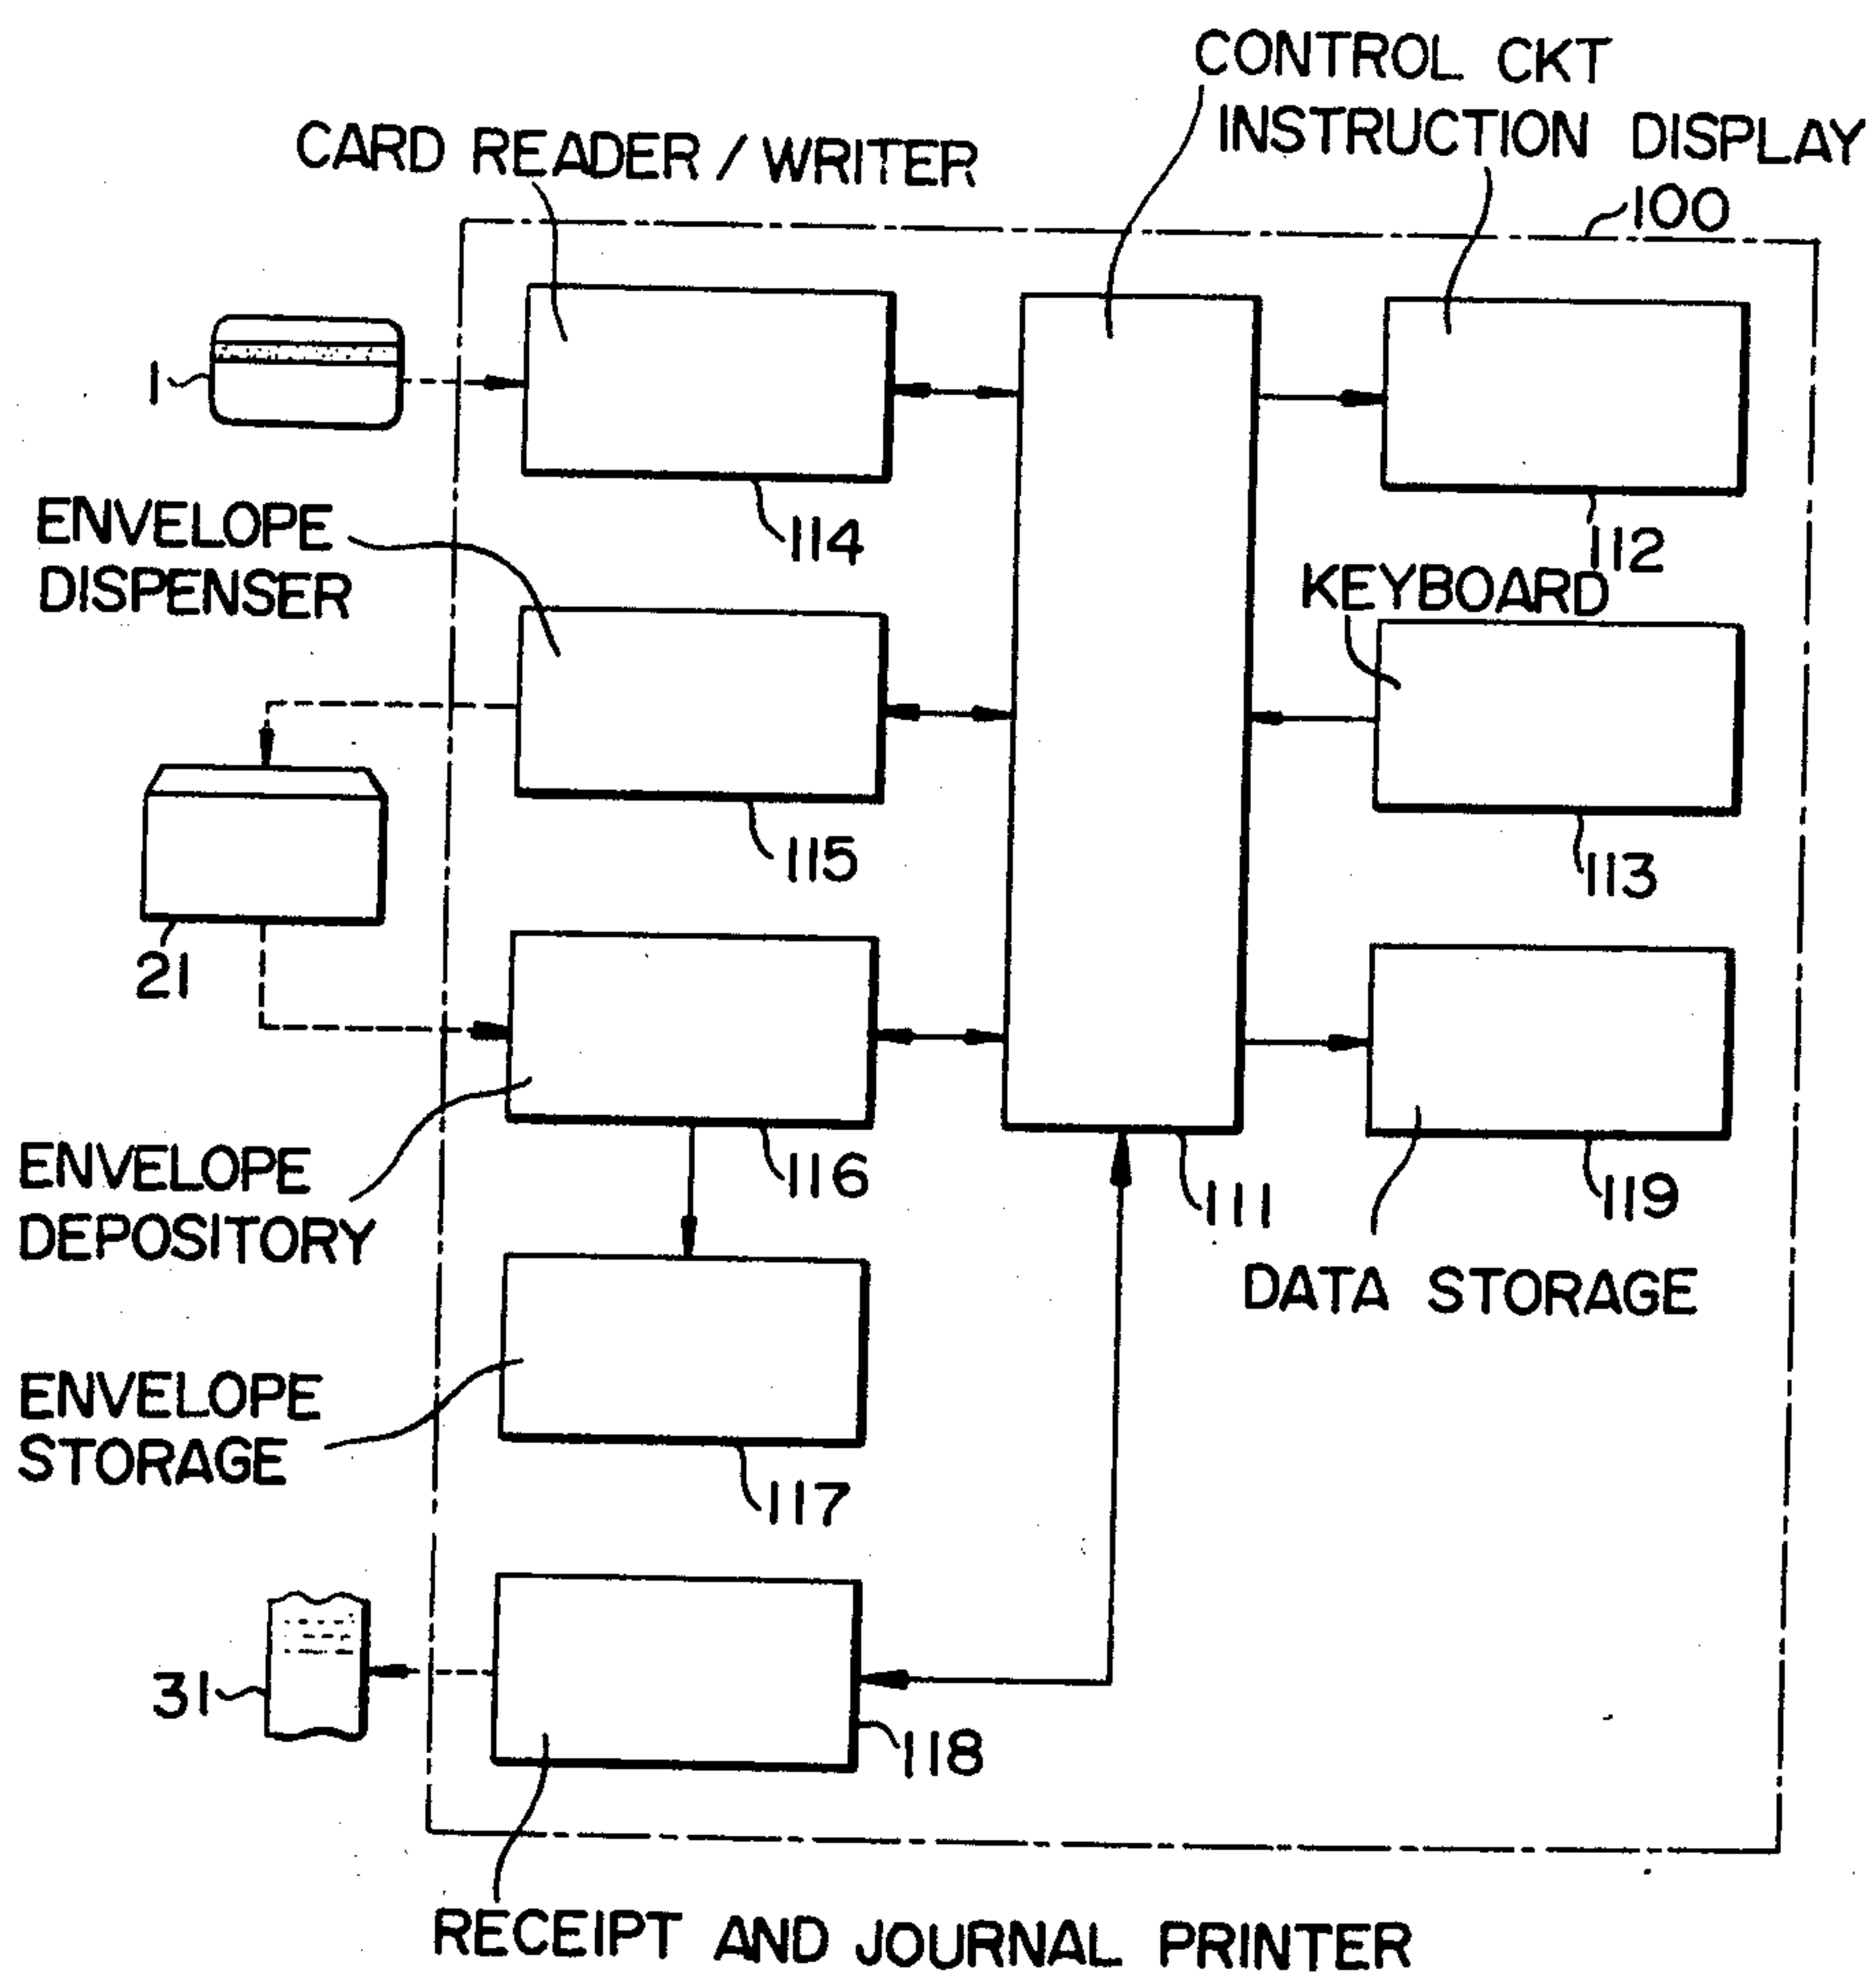 CONTROL CKT
INSTRUCTION DISPLAY
CARD READER / WRITER
100
1
114
112
ENVELOPE
DISPENSER
KEYBOARD
115
113
21
116
111
119
ENVELOPE
DEPOSITORY
DATA STORAGE
ENVELOPE
STORAGE
117
31
118
RECEIPT AND JOURNAL PRINTER